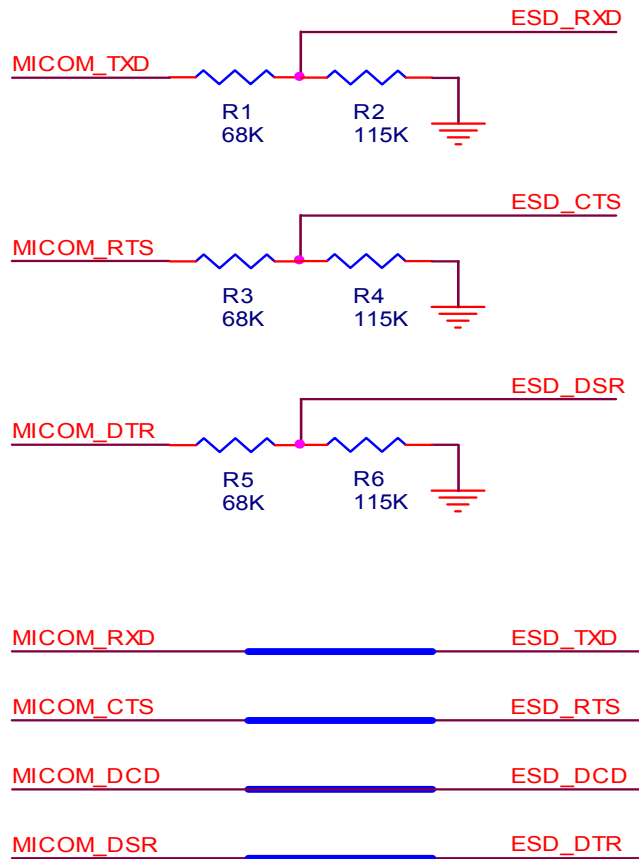 ESD_RXD
MICOM_TXD
R1 R2
68K 115K
ESD_CTS
MICOM_RTS
R3 R4
68K 115K
ESD_DSR
MICOM_DTR
R5 R6
68K 115K
MICOM_RXD ESD_TXD
MICOM_CTS ESD_RTS
MICOM_DCD ESD_DCD
MICOM_DSR ESD_DTR